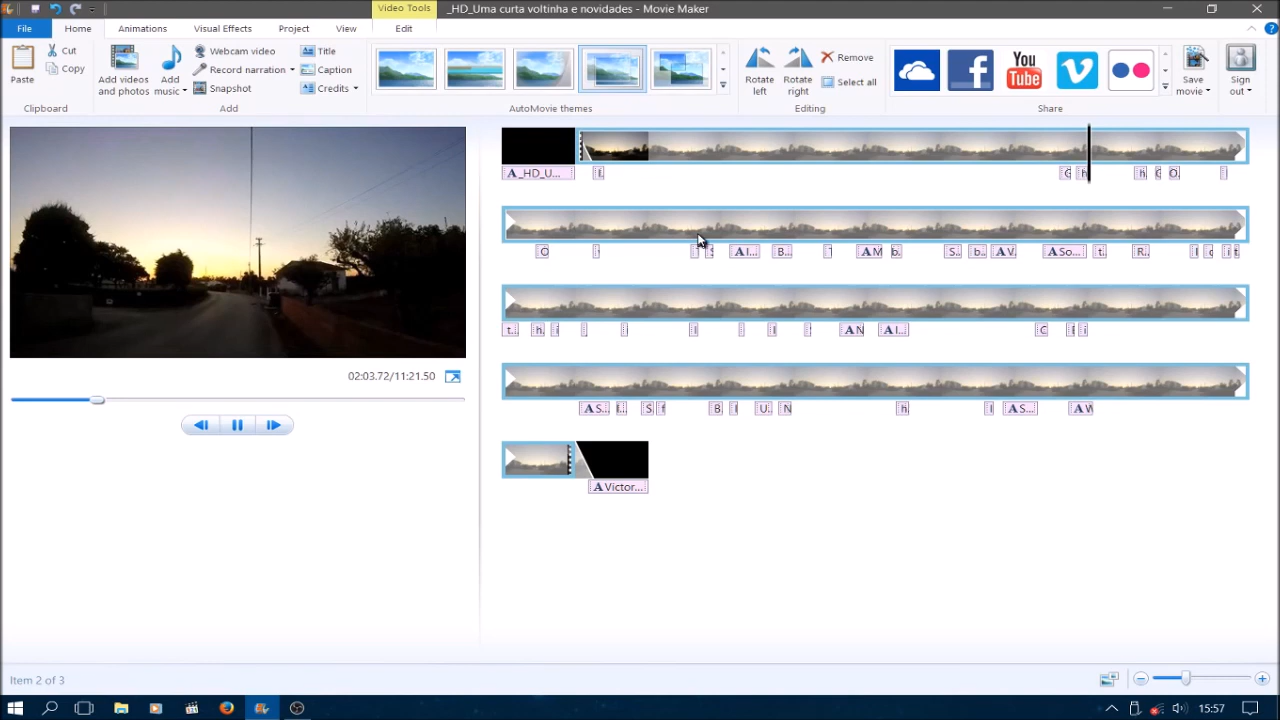 Video Tools
_HD_Uma curta voltinha e novidades - Movie Maker
File
Home
Animations
Visual Effects
Project
View
Edit
Paste
Cut
Copy
Clipboard
Add videos
and photos
Add
music
Webcam video
Record narration
Snapshot
Title
Caption
Credits
Add
AutoMovie themes
Rotate
left
Rotate
right
Remove
Select all
Editing
You
Tube
Share
Save
movie
Sign
out
A _HD_U...
02:03.72/11:21.50
O
A I...
B...
A M
b.
S..
b..
A V.
A So...
t..
R..
t..
h.
A N
A I...
C
A S...
S
f
B
U.
N
h
A S...
A W
A Victor...
Item 2 of 3
15:57